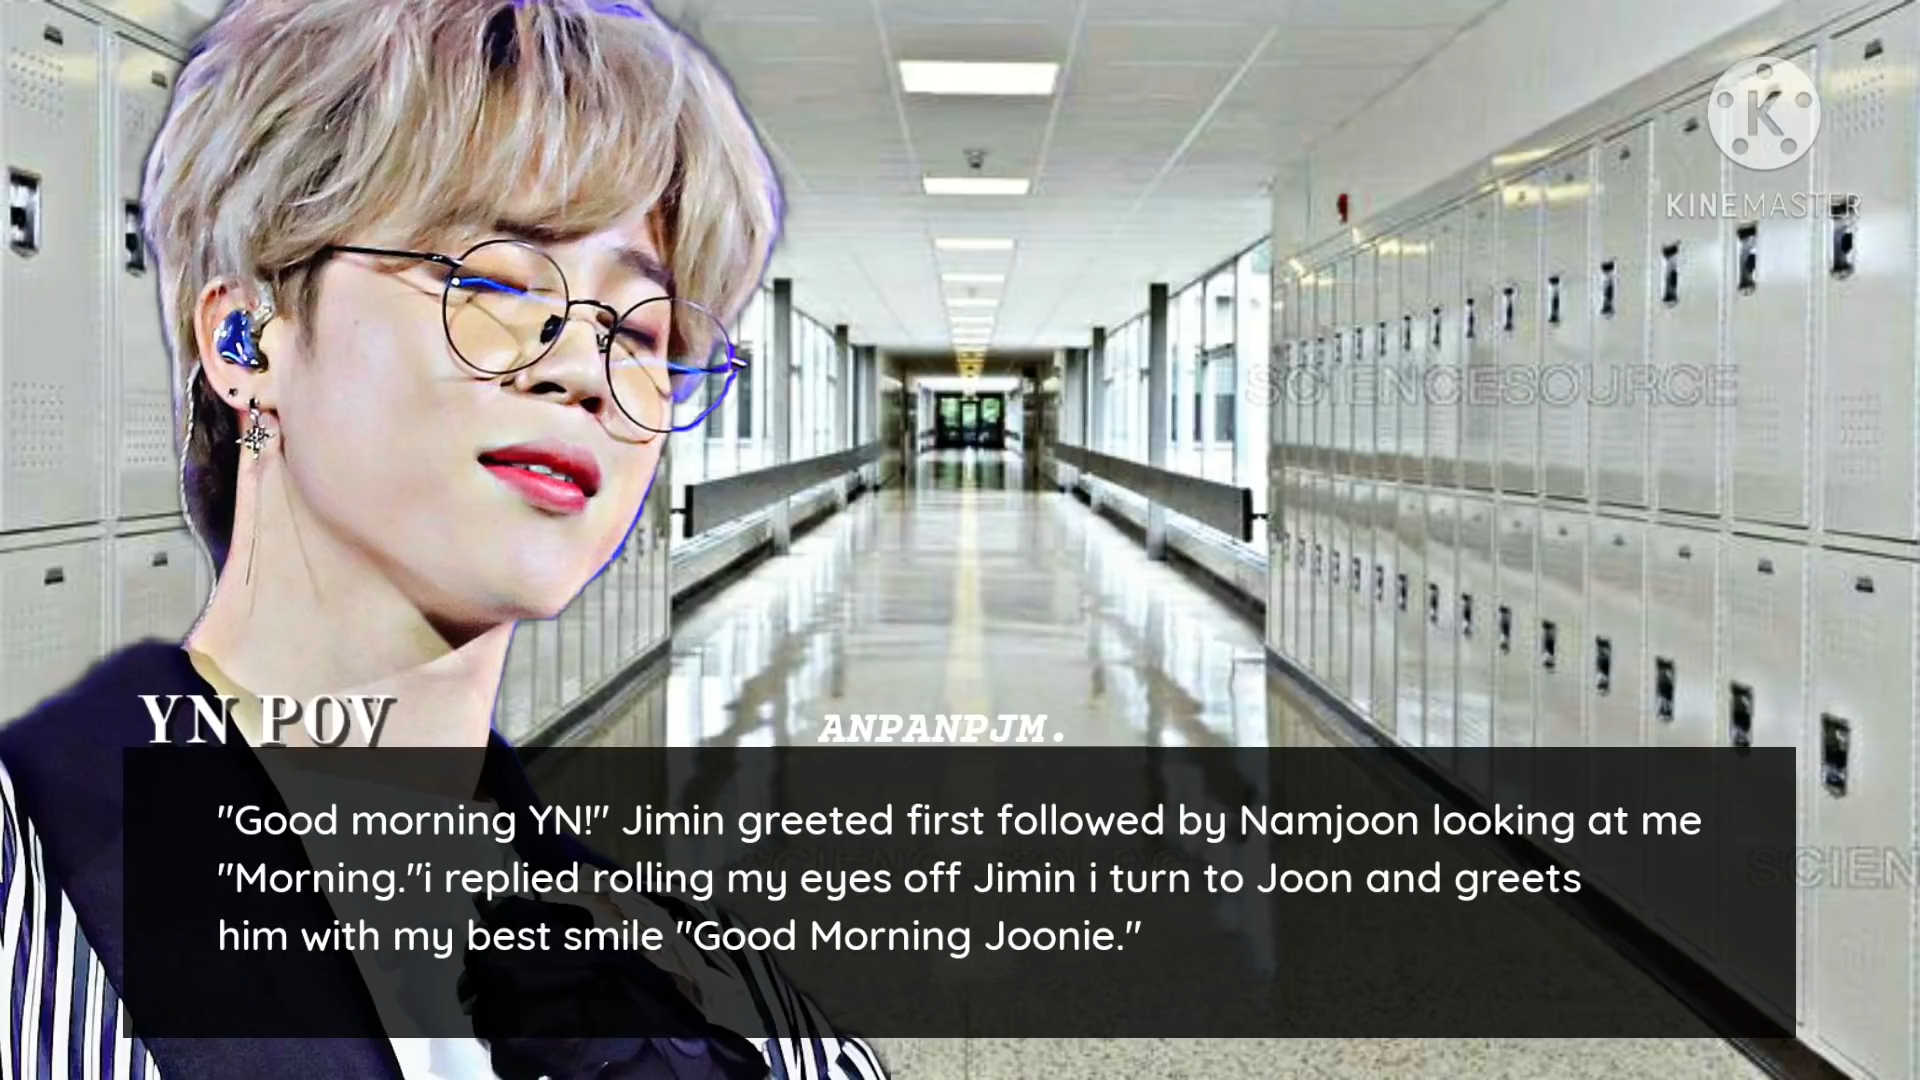 K
KINEMASTER
SCIENCESOURCE
YN POV
ANPANPJM.
"Good morning YN!" Jimin greeted first followed by Namjoon looking at me
"Morning."i replied rolling my eyes off Jimin i turn to Joon and greets
him with my best smile "Good Morning Joonie."
SCIEN